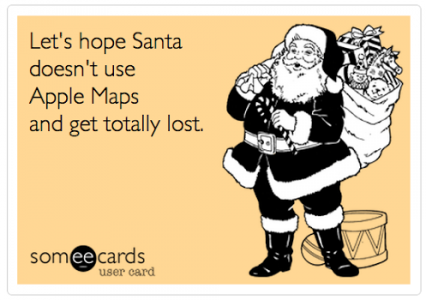 Let's hope Santa
doesn't use
Apple Maps
and get totally lost.
someecards
user card